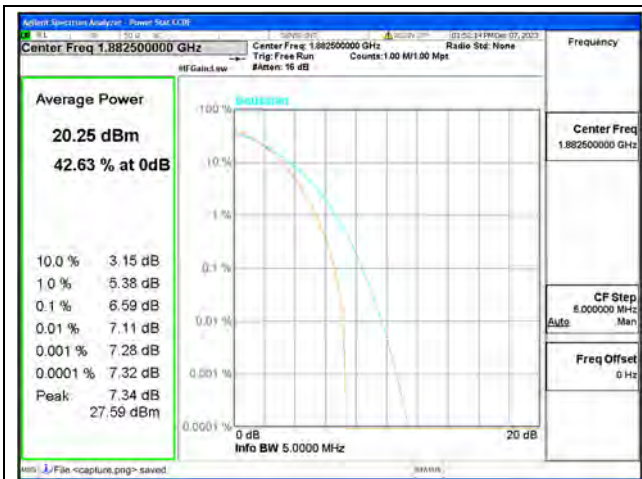 Agilent Spectrum Analyzer - Power Stat CCDF
Center Freq 1.882500000 GHz
Center Freq: 1.882500000 GHz
Radio Std: None
Trig: Free Run
Counts:1.00 M/1.00 Mpt
#IFGain:Low
#Atten: 16 dB
Frequency
Average Power
20.25 dBm
42.63 % at 0dB
10.0 % 3.15 dB
1.0 % 5.38 dB
0.1 % 6.59 dB
0.01 % 7.11 dB
0.001 % 7.28 dB
0.0001 % 7.32 dB
Peak 7.34 dB
27.59 dBm
Gaussian
100 %
10 %
1 %
0.1 %
0.01 %
0.001 %
0.0001 %
0 dB
20 dB
Info BW 5.0000 MHz
Center Freq
1.882500000 GHz
CF Step
5.000000 MHz
Auto Man
Freq Offset
0 Hz
MSG
File <capture.png> saved
STATUS